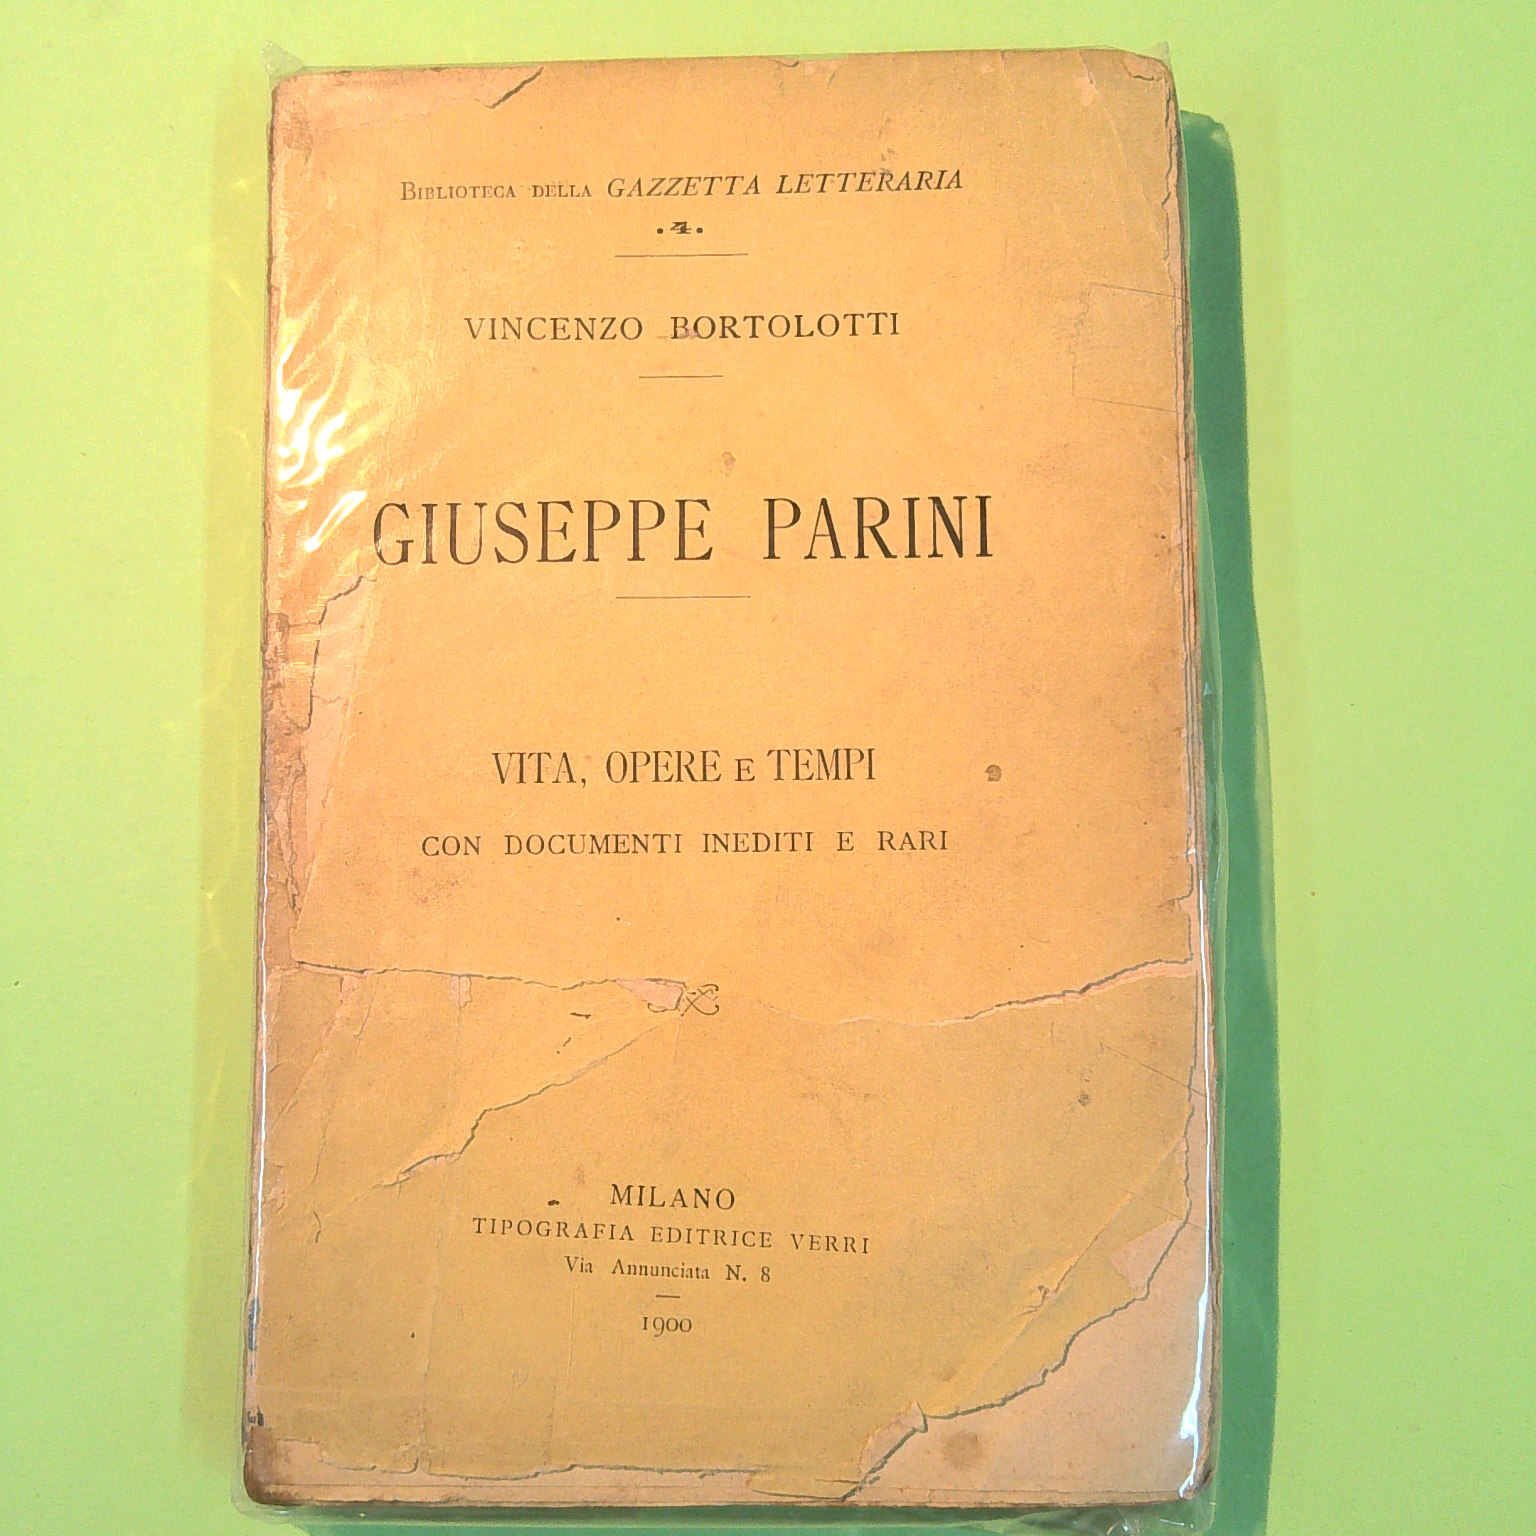 BIBLIOTECA DELLA GAZZETTA LETTERARIA
.4.
VINCENZO BORTOLOTTI
GIUSEPPE PARINI
VITA, OPERE E TEMPI
CON DOCUMENTI INEDITI E RARI
MILANO
TIPOGRAFIA EDITRICE VERRI
Via Annunciata N. 8
1900